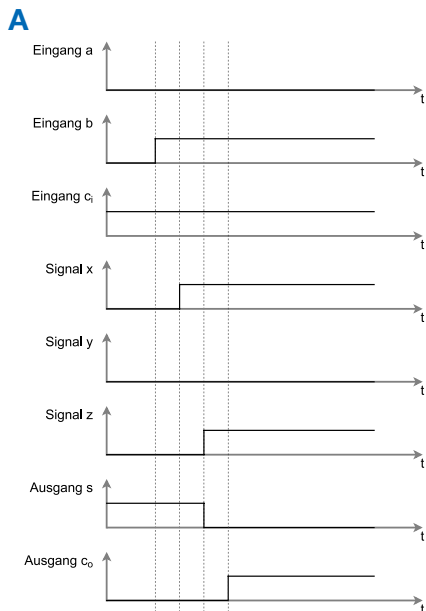 A
Eingang a
t
Eingang b
t
Eingang cᵢ
t
Signal x
t
Signal y
t
Signal z
t
Ausgang s
t
Ausgang cₒ
t